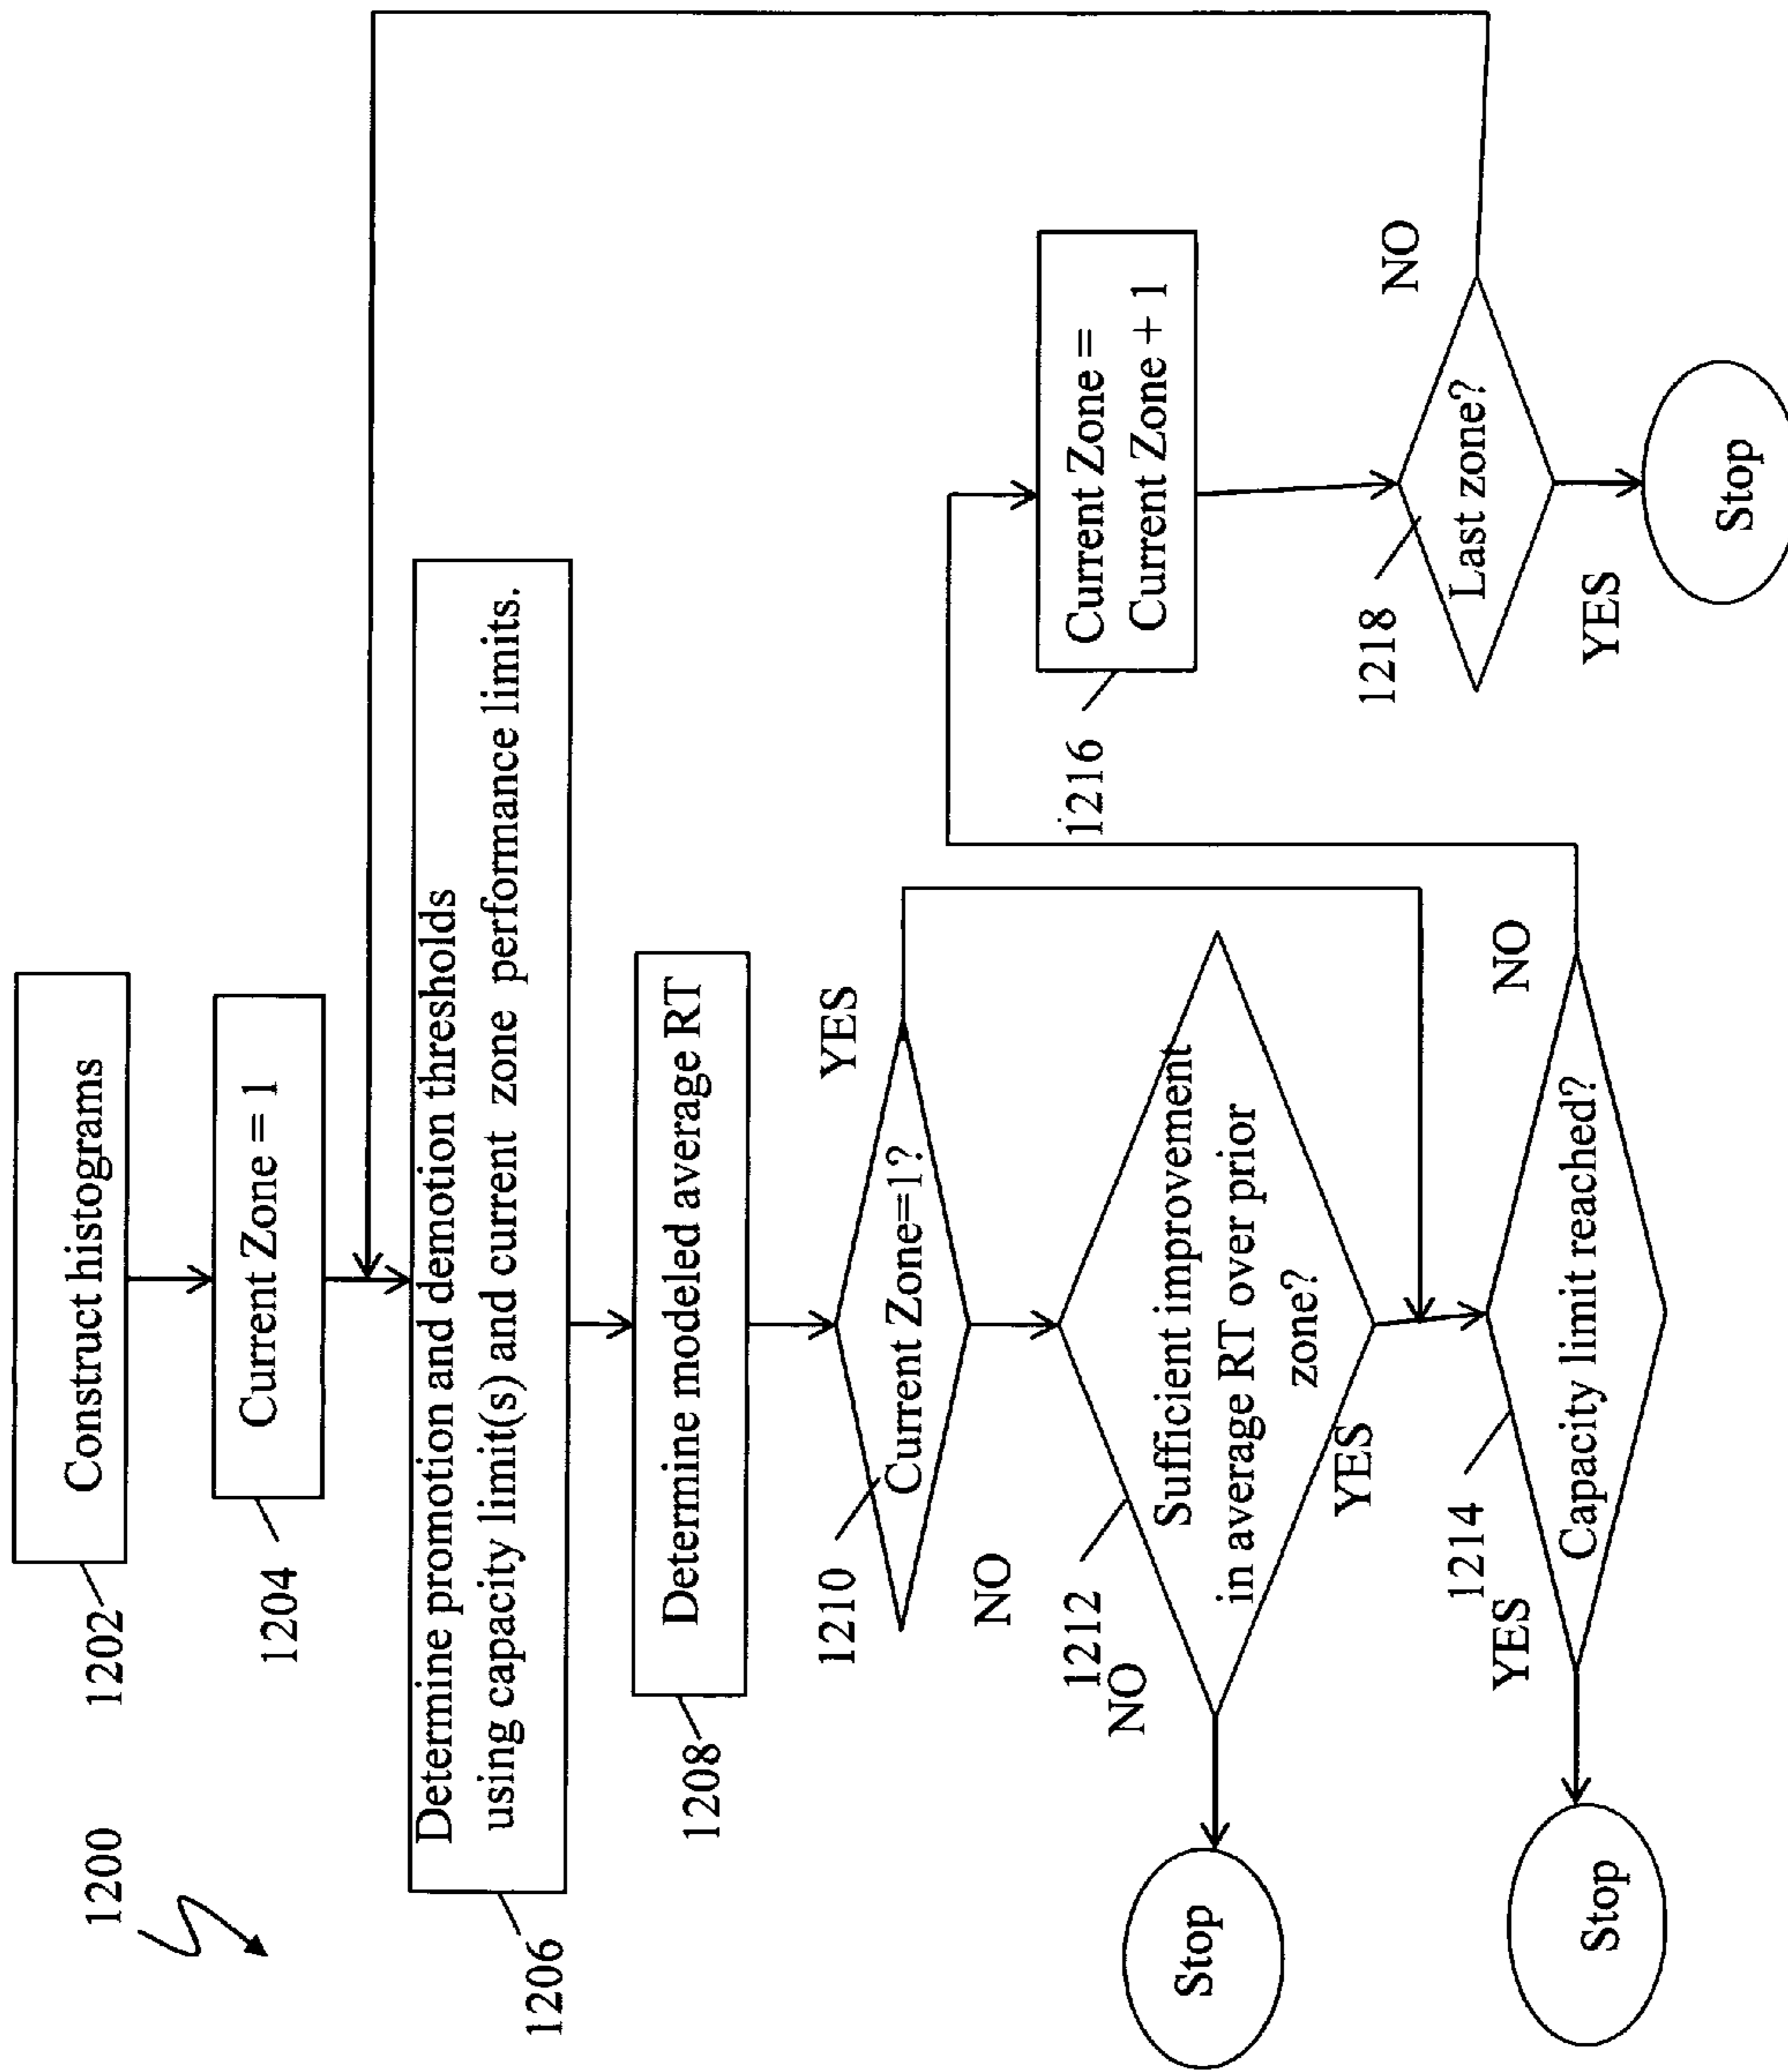 1200
1202
Construct histograms
1204
Current Zone = 1
1206
Determine promotion and demotion thresholds
using capacity limit(s) and current zone performance limits.
1208
Determine modeled average RT
1210
Current Zone=1?
YES
NO
1212
Sufficient improvement
in average RT over prior
zone?
NO
Stop
YES
1214
Capacity limit reached?
YES
Stop
NO
1216
Current Zone =
Current Zone + 1
1218
Last zone?
NO
YES
Stop